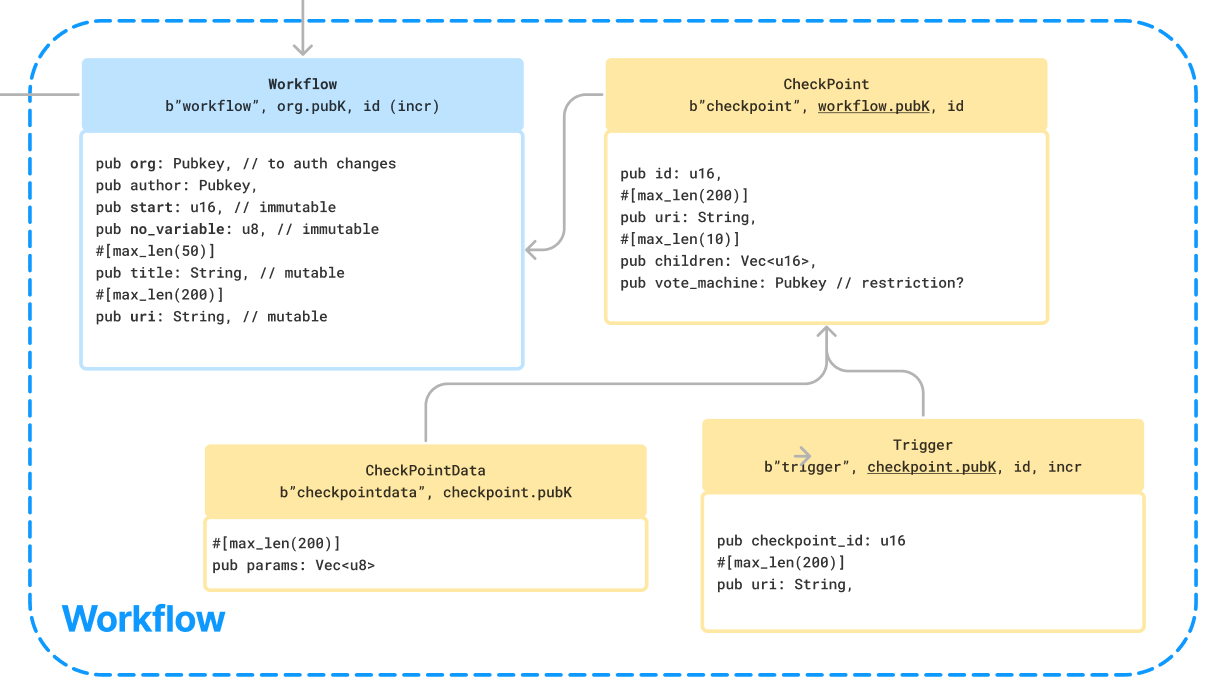 Workflow
b”workflow”, org.pubK, id (incr)
pub org: Pubkey, // to auth changes
pub author: Pubkey,
pub start: u16, // immutable
pub no_variable: u8, // immutable
#[max_len(50)]
pub title: String, // mutable
#[max_len(200)]
pub uri: String, // mutable
CheckPoint
b”checkpoint”, workflow.pubK, id
pub id: u16,
#[max_len(200)]
pub uri: String,
#[max_len(10)]
pub children: Vec<u16>,
pub vote_machine: Pubkey // restriction?
CheckPointData
b”checkpointdata”, checkpoint.pubK
#[max_len(200)]
pub params: Vec<u8>
Trigger
b”trigger”, checkpoint.pubK, id, incr
pub checkpoint_id: u16
#[max_len(200)]
pub uri: String,
Workflow